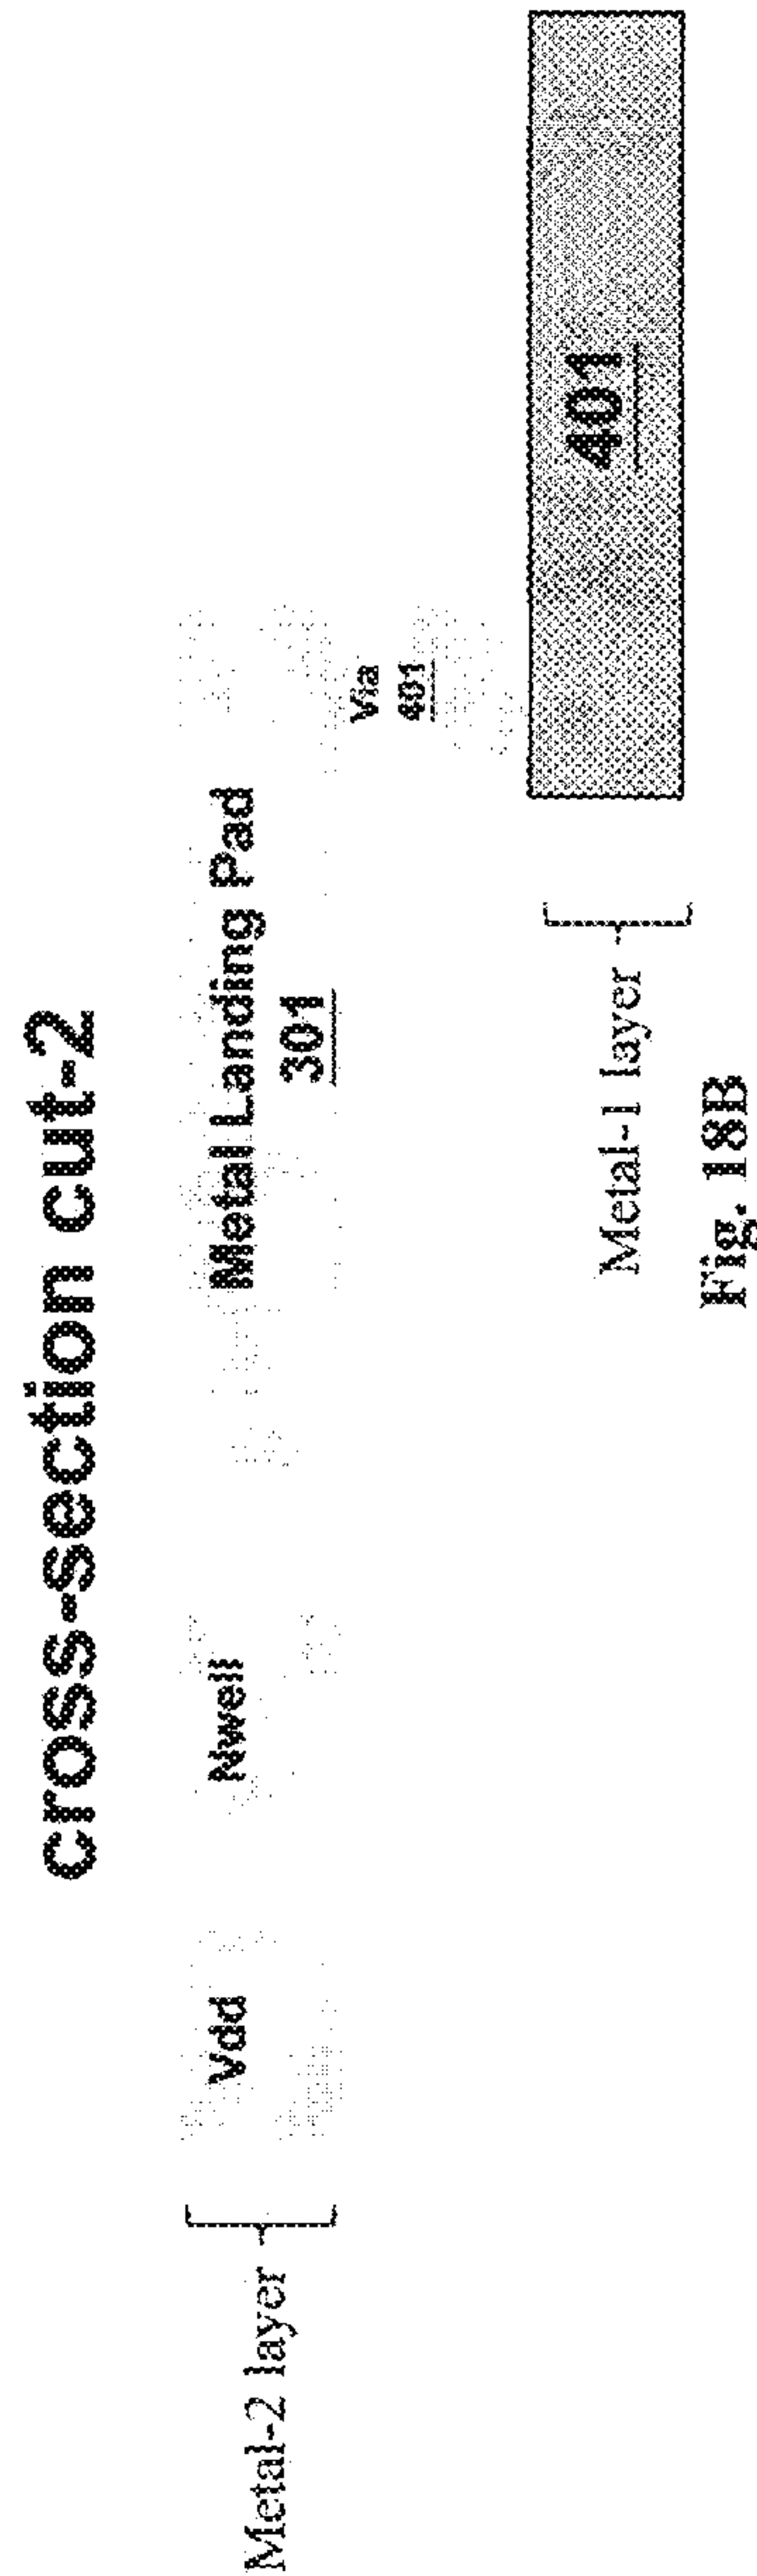 cross-section cut-2
Metal-2 layer
Vdd
Nwell
Metal Landing Pad
301
Via
401
401
Metal-1 layer
Fig. 18B